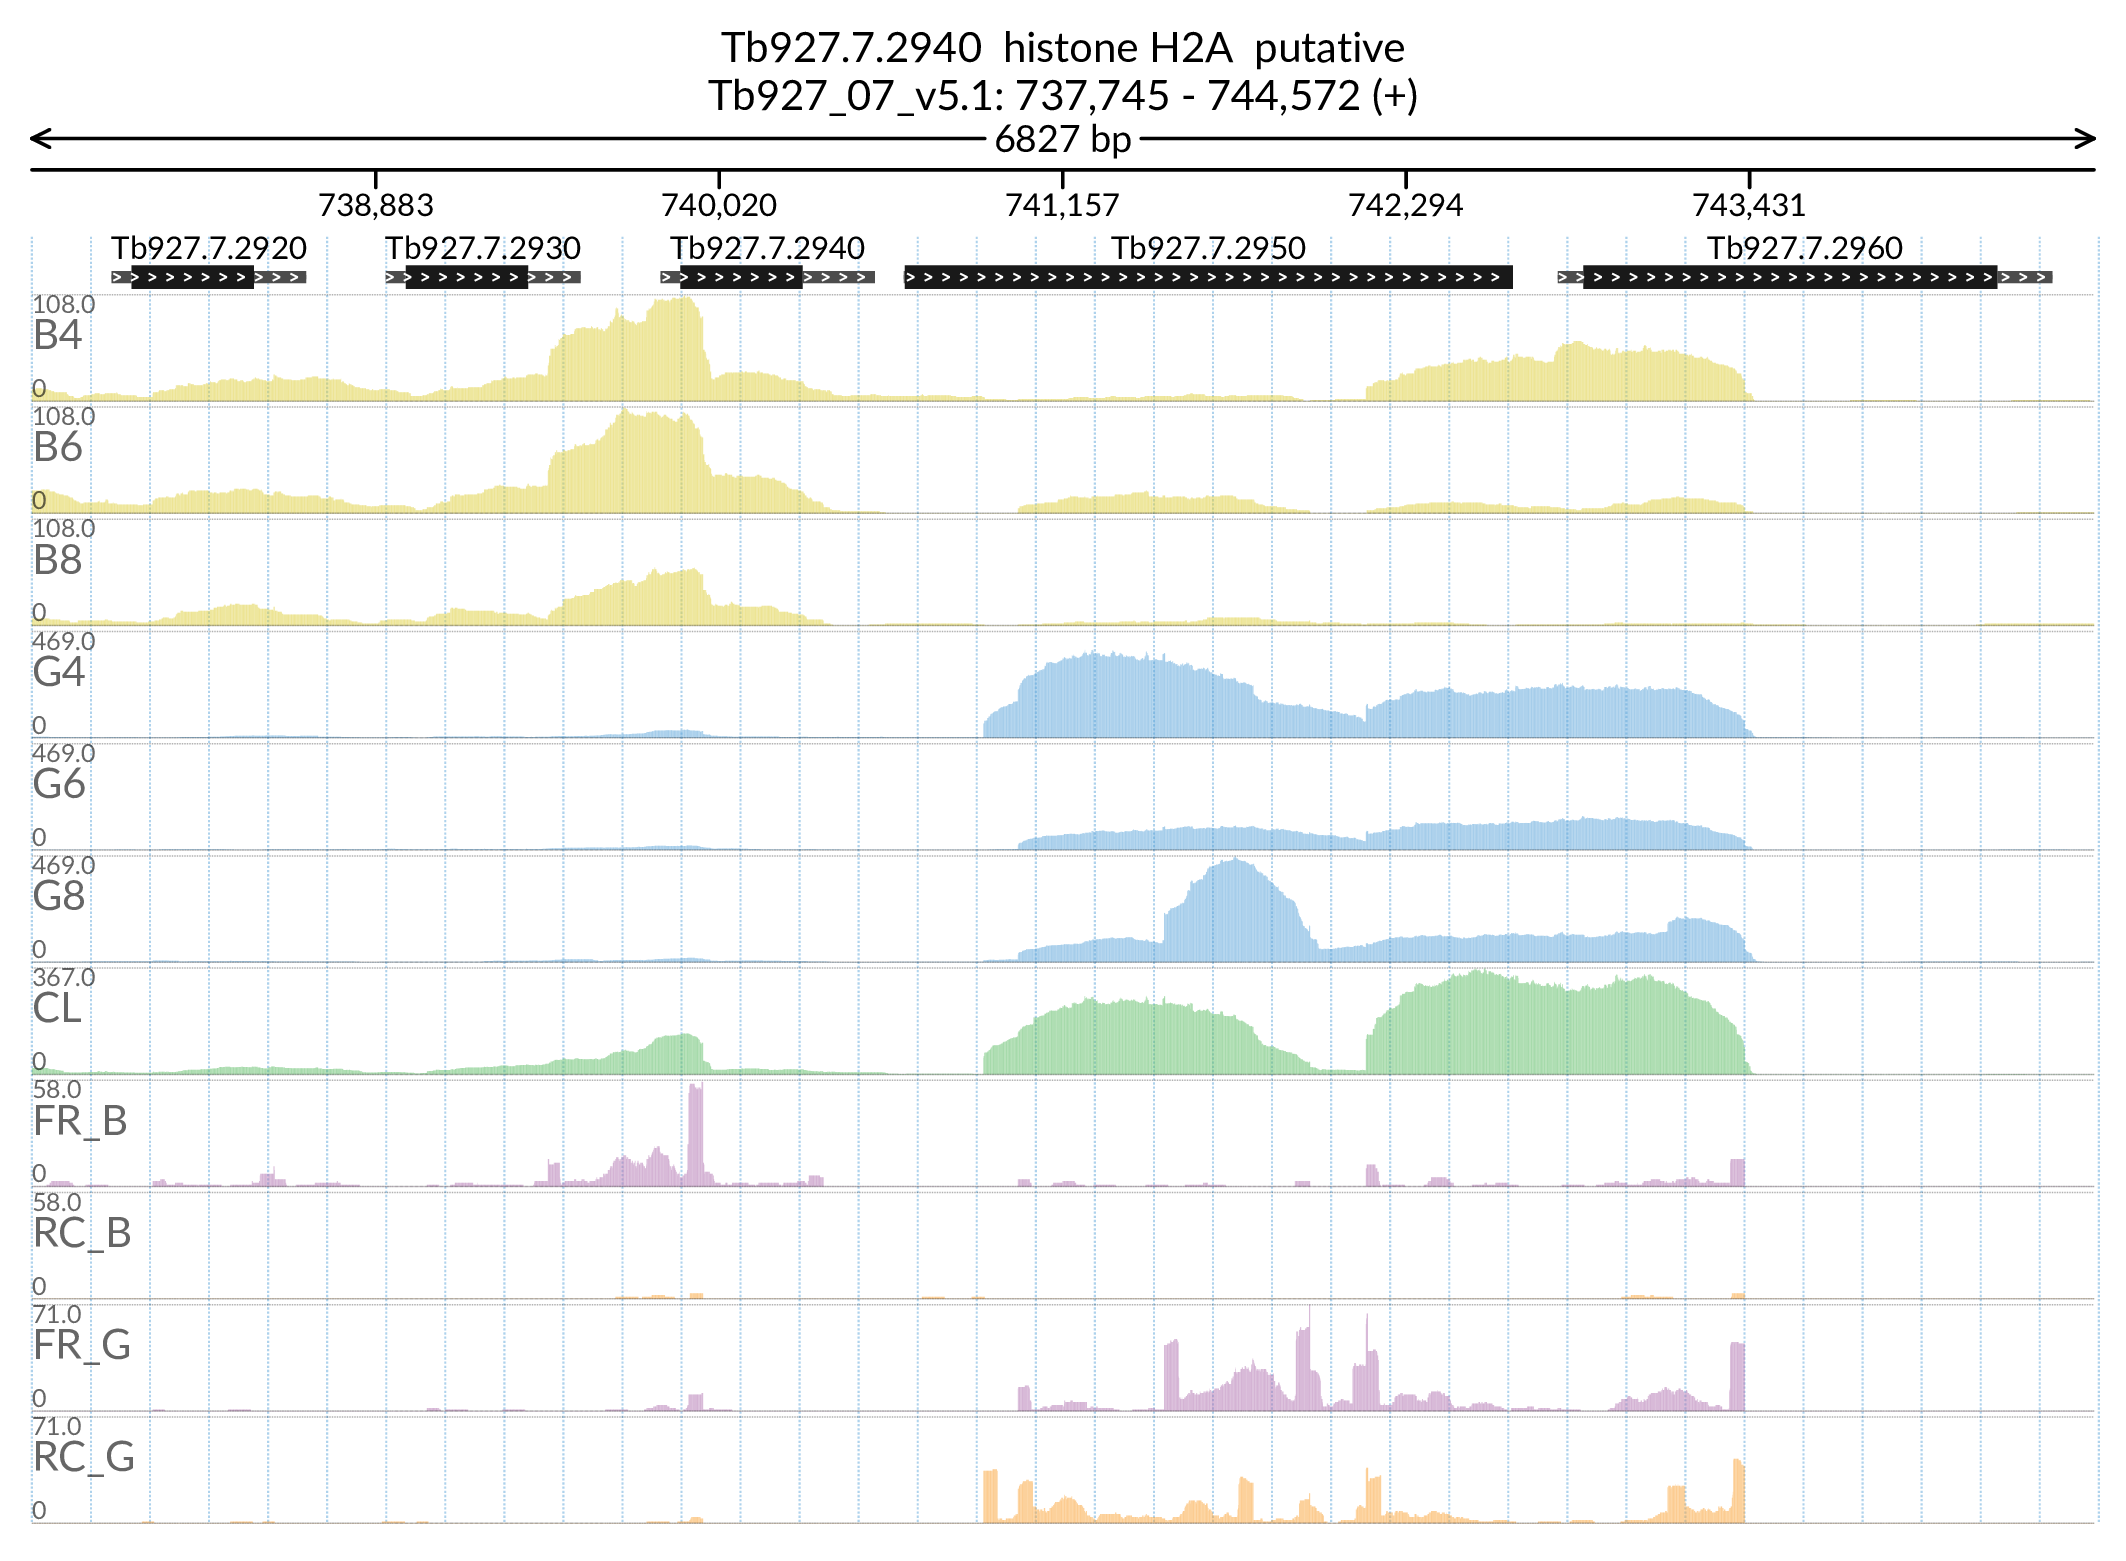 Tb927.7.2940  histone H2A  putative
Tb927_07_v5.1: 737,745 - 744,572 (+)
6827 bp
738,883 740,020 741,157 742,294 743,431
Tb927.7.2920 Tb927.7.2930 Tb927.7.2940 Tb927.7.2950 Tb927.7.2960
108.0
B4
0
108.0
B6
0
108.0
B8
0
469.0
G4
0
469.0
G6
0
469.0
G8
0
367.0
CL
0
58.0
FR_B
0
58.0
RC_B
0
71.0
FR_G
0
71.0
RC_G
0